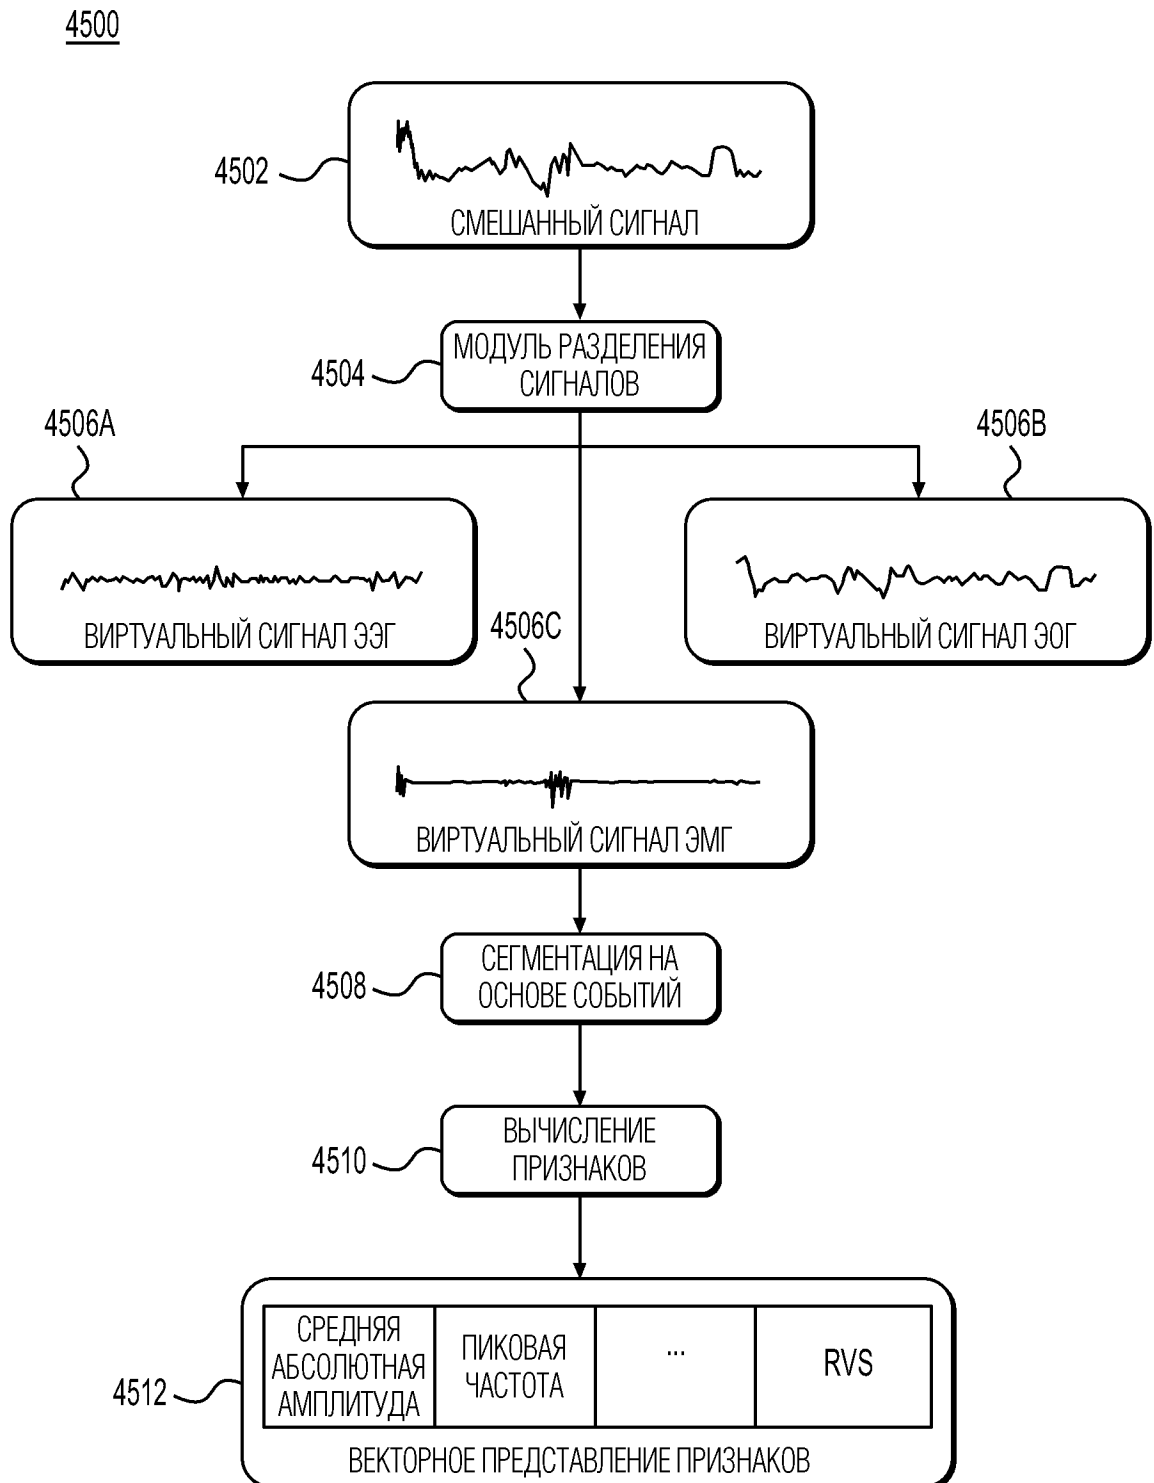 4500
4502
СМЕШАННЫЙ СИГНАЛ
4504
МОДУЛЬ РАЗДЕЛЕНИЯ
СИГНАЛОВ
4506A
4506B
ВИРТУАЛЬНЫЙ СИГНАЛ ЭЭГ
4506C
ВИРТУАЛЬНЫЙ СИГНАЛ ЭОГ
ВИРТУАЛЬНЫЙ СИГНАЛ ЭМГ
4508
СЕГМЕНТАЦИЯ НА
ОСНОВЕ СОБЫТИЙ
4510
ВЫЧИСЛЕНИЕ
ПРИЗНАКОВ
4512
СРЕДНЯЯ
АБСОЛЮТНАЯ
АМПЛИТУДА
ПИКОВАЯ
ЧАСТОТА
...
RVS
ВЕКТОРНОЕ ПРЕДСТАВЛЕНИЕ ПРИЗНАКОВ